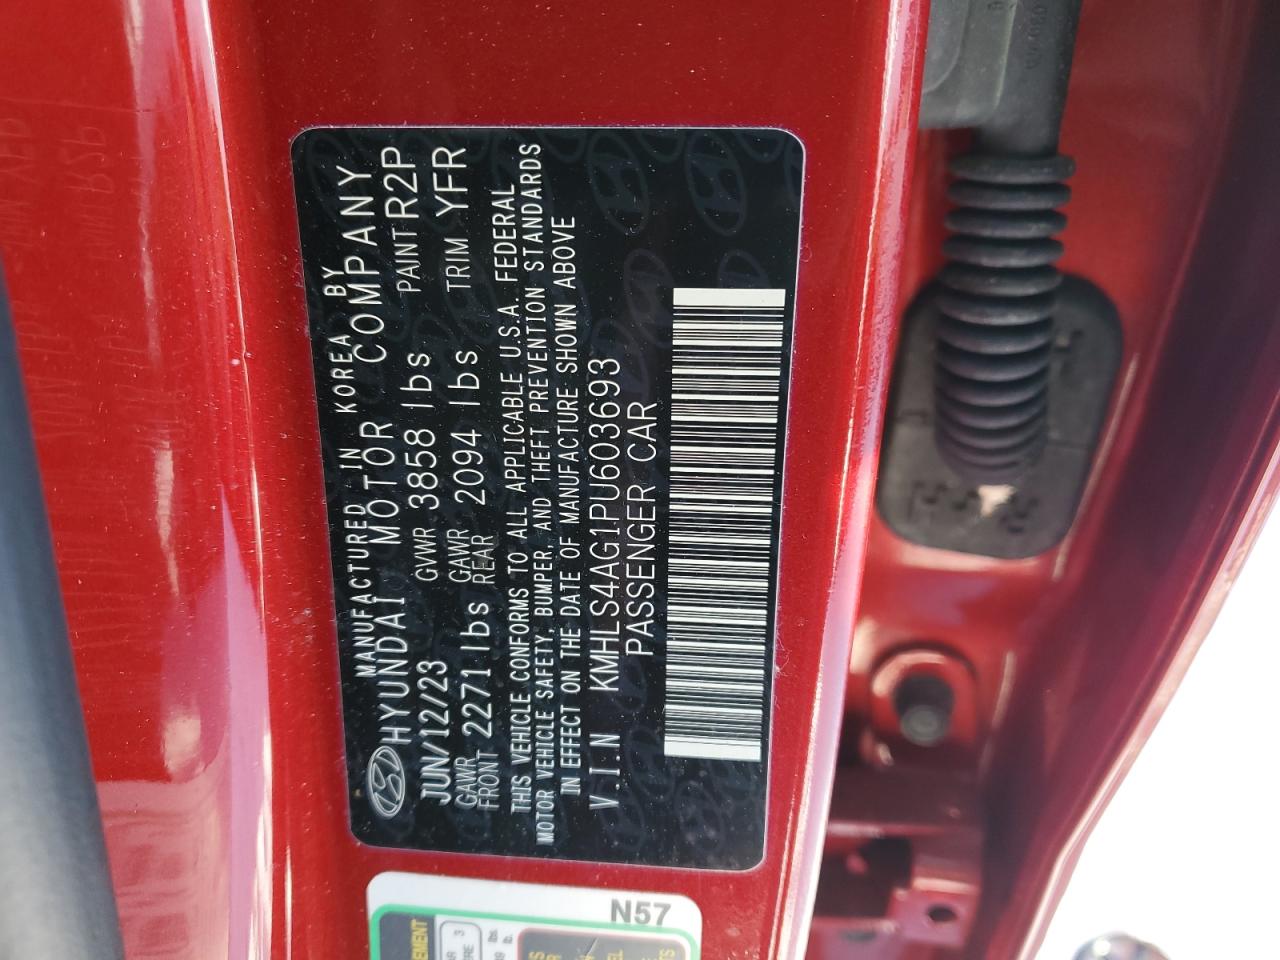 MANUFACTURED IN KOREA BY
HYUNDAI MOTOR COMPANY
JUN/12/23 GVWR 3858 lbs PAINT R2P
GAWR FRONT 2271 lbs GAWR REAR 2094 lbs TRIM YFR
THIS VEHICLE CONFORMS TO ALL APPLICABLE U.S.A. FEDERAL
MOTOR VEHICLE SAFETY, BUMPER, AND THEFT PREVENTION STANDARDS
IN EFFECT ON THE DATE OF MANUFACTURE SHOWN ABOVE
V.I.N KMHLS4AG1PU603693
PASSENGER CAR
N57